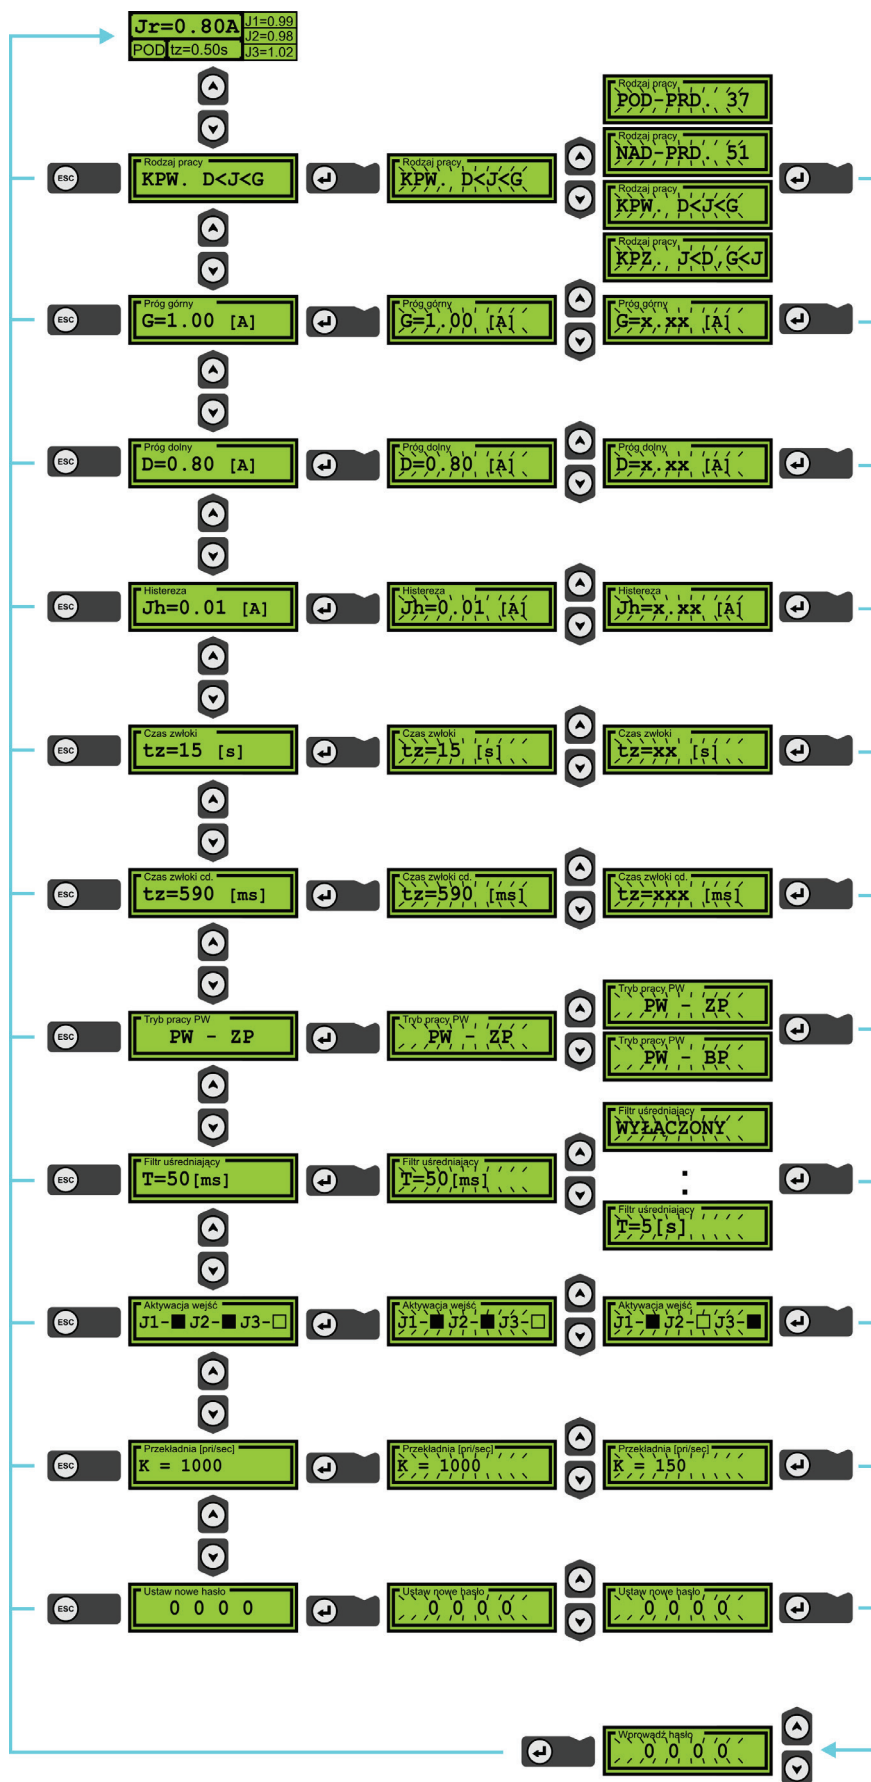 Jr=0.80A J1=0.99
J2=0.98
POD tz=0.50s J3=1.02
Rodzaj pracy
POD-PRD. 37
Rodzaj pracy
NAD-PRD. 51
ESC
Rodzaj pracy
KPW. D<J<G
Rodzaj pracy
KPW. D<J<G
Rodzaj pracy
KPW. D<J<G
Rodzaj pracy
KPZ. J<D,G<J
ESC
Próg górny
G=1.00 [A]
Próg górny
G=1.00 [A]
Próg górny
G=x.xx [A]
ESC
Próg dolny
D=0.80 [A]
Próg dolny
D=0.80 [A]
Próg dolny
D=x.xx [A]
ESC
Histereza
Jh=0.01 [A]
Histereza
Jh=0.01 [A]
Histereza
Jh=x.xx [A]
ESC
Czas zwłoki
tz=15 [s]
Czas zwłoki
tz=15 [s]
Czas zwłoki
tz=xx [s]
ESC
Czas zwłoki cd.
tz=590 [ms]
Czas zwłoki cd.
tz=590 [ms]
Czas zwłoki cd.
tz=xxx [ms]
ESC
Tryb pracy PW
PW - ZP
Tryb pracy PW
PW - ZP
Tryb pracy PW
PW - ZP
Tryb pracy PW
PW - BP
ESC
Filtr uśredniający
T=50[ms]
Filtr uśredniający
T=50[ms]
Filtr uśredniający
WYŁĄCZONY
:
Filtr uśredniający
T=5[s]
ESC
Aktywacja wejść
J1-■ J2-■ J3-□
Aktywacja wejść
J1-■ J2-■ J3-□
Aktywacja wejść
J1-■ J2-□ J3-■
ESC
Przekładnia [pri/sec]
K = 1000
Przekładnia [pri/sec]
K = 1000
Przekładnia [pri/sec]
K = 150
ESC
Ustaw nowe hasło
0 0 0 0
Ustaw nowe hasło
0 0 0 0
Ustaw nowe hasło
0 0 0 0
Wprowadź hasło
0 0 0 0